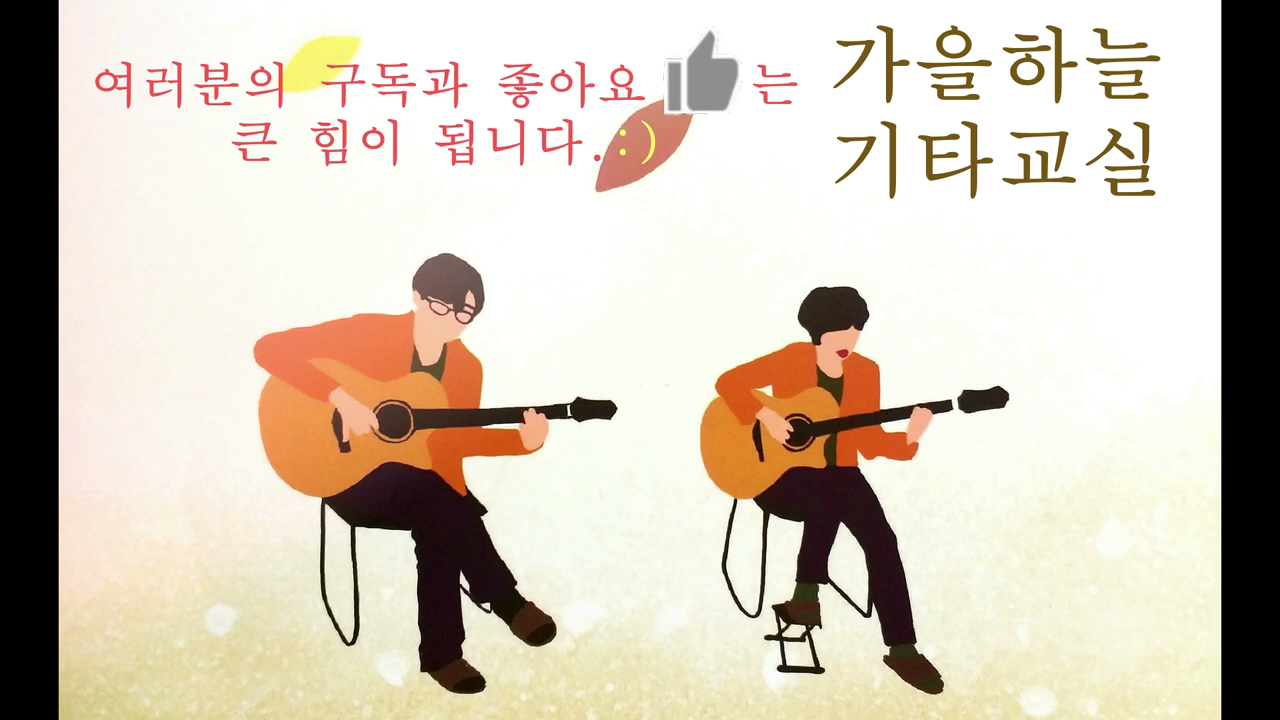 여러분의 구독과 좋아요 는
큰 힘이 됩니다. :)
가을하늘
기타교실